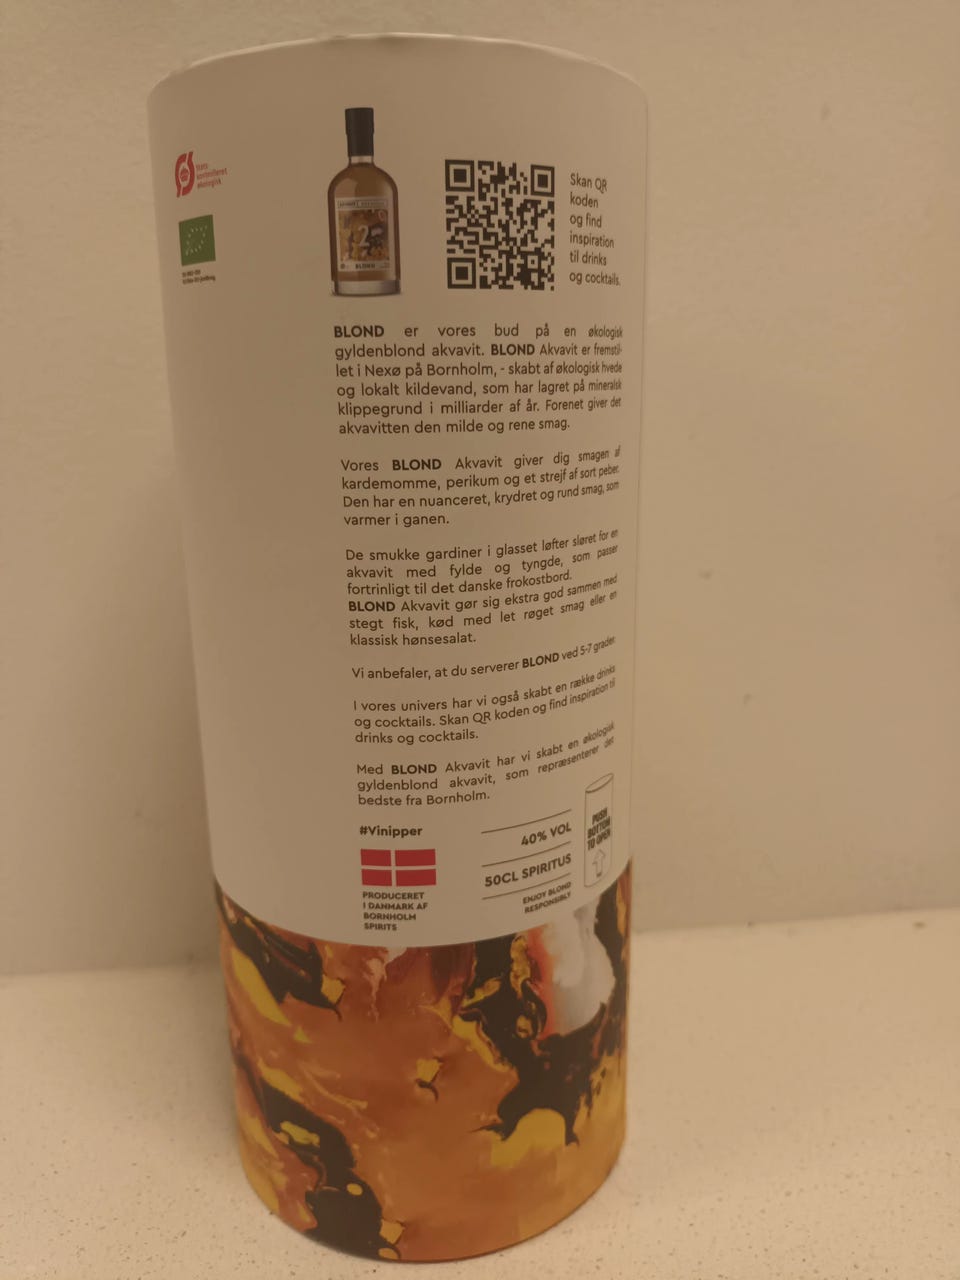 Stats
kontrolleret
økologisk
2
BLOND
Skan QR
koden
og find
inspiration
til drinks
og cocktails.
BLOND er vores bud på en økologisk
gyldenblond akvavit. BLOND Akvavit er fremstil-
let i Nexø på Bornholm, - skabt af økologisk hvede
og lokalt kildevand, som har lagret på mineralsk
klippegrund i milliarder af år. Forenet giver det
akvavitten den milde og rene smag.
Vores BLOND Akvavit giver dig smagen af
kardemomme, perikum og et strejf af sort peber.
Den har en nuanceret, krydret og rund smag, som
varmer i ganen.
De smukke gardiner i glasset løfter sløret for en
akvavit med fylde og tyngde, som passer
fortrinligt til det danske frokostbord.
BLOND Akvavit gør sig ekstra god sammen med
stegt fisk, kød med let røget smag eller en
klassisk hønsesalat.
Vi anbefaler, at du serverer BLOND ved 5-7 grader
I vores univers har vi også skabt en række drinks
og cocktails. Skan QR koden og find inspiration til
drinks og cocktails.
Med BLOND Akvavit har vi skabt en økologisk
gyldenblond akvavit, som repræsenterer det
bedste fra Bornholm.
#Vinipper
PRODUCERET
I DANMARK AF
BORNHOLM
SPIRITS
40% VOL
50CL SPIRITUS
ENJOY BLOND
RESPONSIBLY
PUSH
BOTTOM
TO OPEN